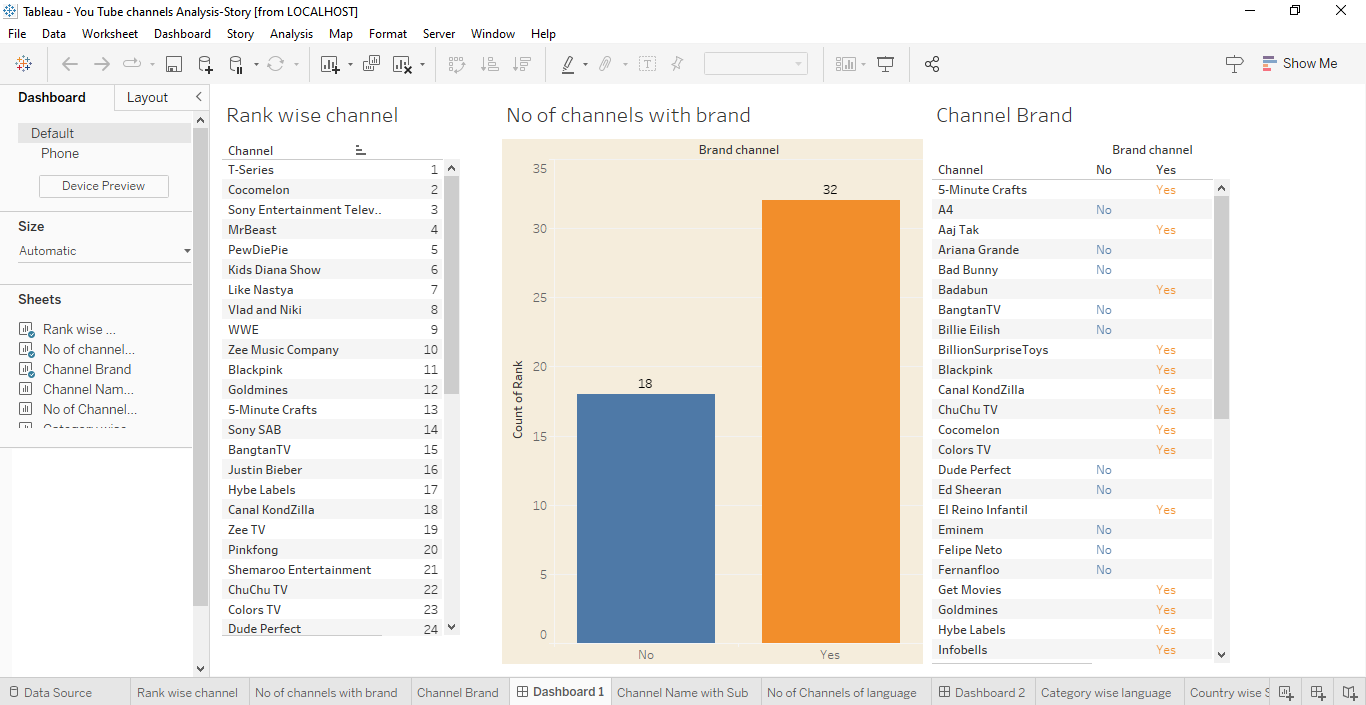 Tableau - You Tube channels Analysis-Story [from LOCALHOST]
File Data Worksheet Dashboard Story Analysis Map Format Server Window Help
Show Me
Dashboard Layout
Default
Phone
Device Preview
Size
Automatic
Sheets
Rank wise ...
No of channel...
Channel Brand
Channel Nam...
No of Channel...
Category wise
Rank wise channel
Channel
T-Series 1
Cocomelon 2
Sony Entertainment Telev.. 3
MrBeast 4
PewDiePie 5
Kids Diana Show 6
Like Nastya 7
Vlad and Niki 8
WWE 9
Zee Music Company 10
Blackpink 11
Goldmines 12
5-Minute Crafts 13
Sony SAB 14
BangtanTV 15
Justin Bieber 16
Hybe Labels 17
Canal KondZilla 18
Zee TV 19
Pinkfong 20
Shemaroo Entertainment 21
ChuChu TV 22
Colors TV 23
Dude Perfect 24
No of channels with brand
Brand channel
Count of Rank
35
30
25
20
15
10
5
0
18
32
No Yes
Channel Brand
Brand channel
Channel No Yes
5-Minute Crafts Yes
A4 No
Aaj Tak Yes
Ariana Grande No
Bad Bunny No
Badabun Yes
BangtanTV No
Billie Eilish No
BillionSurpriseToys Yes
Blackpink Yes
Canal KondZilla Yes
ChuChu TV Yes
Cocomelon Yes
Colors TV Yes
Dude Perfect No
Ed Sheeran No
El Reino Infantil Yes
Eminem No
Felipe Neto No
Fernanfloo No
Get Movies Yes
Goldmines Yes
Hybe Labels Yes
Infobells Yes
Data Source Rank wise channel No of channels with brand Channel Brand Dashboard 1 Channel Name with Sub No of Channels of language Dashboard 2 Category wise language Country wise S